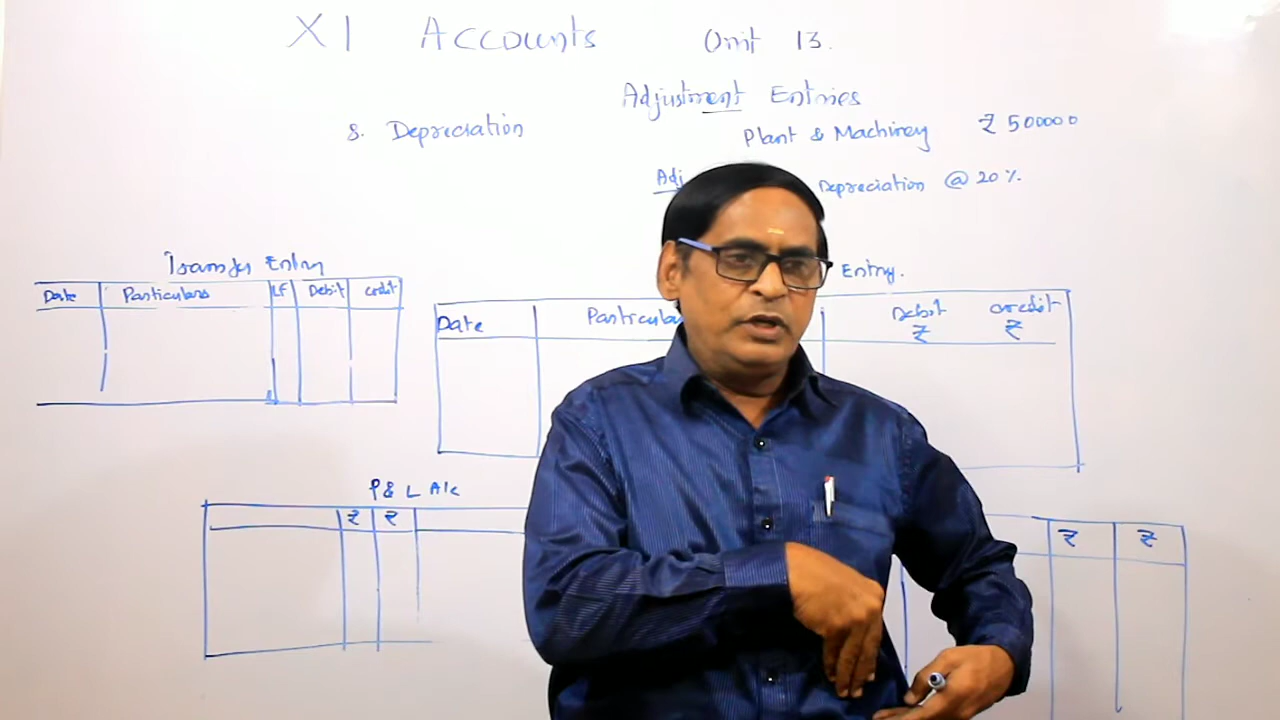 XI Accounts Unit 13.
Adjustment Entries
8. Depreciation
Plant & Machinery ₹ 500000
Adj
Depreciation @ 20%
Transfer Entry
Date Particulars LF Debit Credit
Entry.
Date Particular Debit ₹ Credit ₹
P & L A/c
₹ ₹
₹ ₹